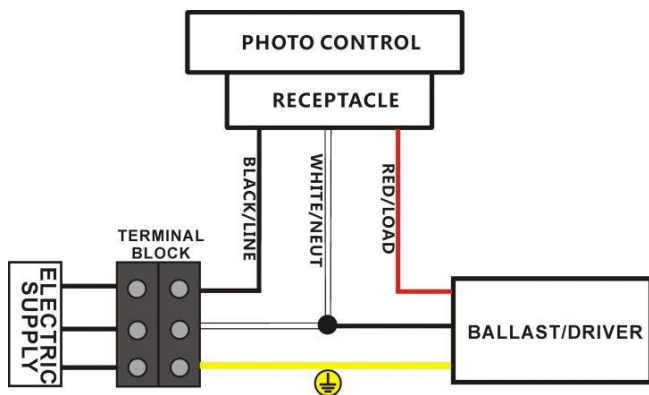 PHOTO CONTROL
RECEPTACLE
BLACK/LINE
WHITE/NEUT
RED/LOAD
TERMINAL
BLOCK
ELECTRIC
SUPPLY
BALLAST/DRIVER